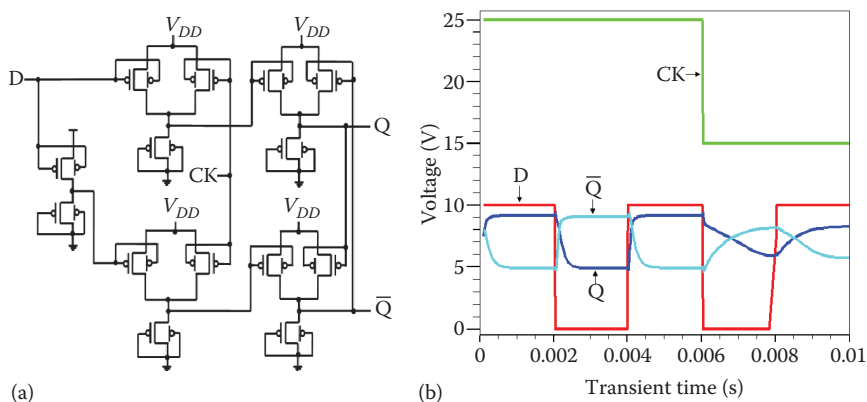 V_DD V_DD
D
Q
CK
V_DD V_DD
Q̅
(a)
25
20
15
10
5
0
Voltage (V)
CK
D
Q̅
Q
0 0.002 0.004 0.006 0.008 0.01
Transient time (s)
(b)